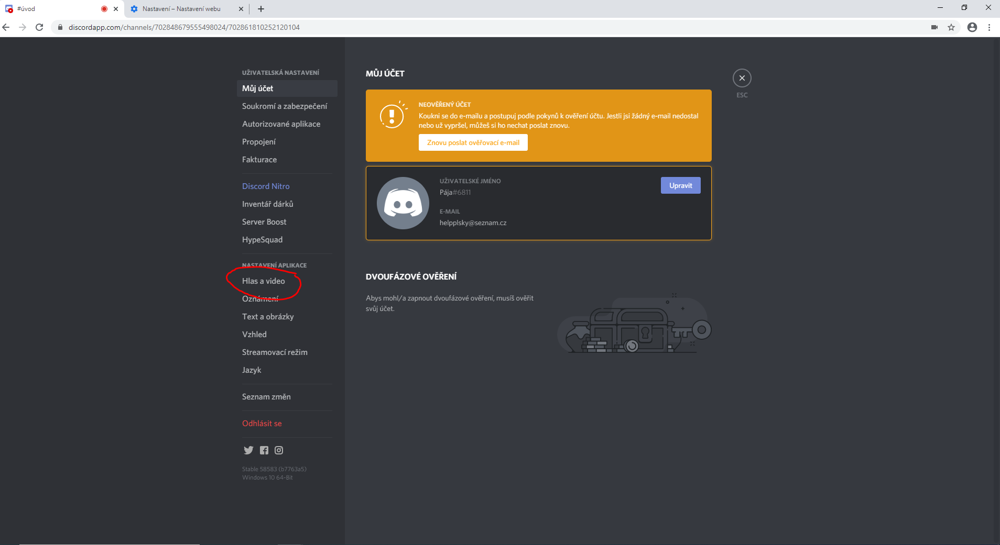 #úvod
Nastavení – Nastavení webu
discordapp.com/channels/702848679555498024/702861810252120104
UŽIVATELSKÁ NASTAVENÍ
Můj účet
Soukromí a zabezpečení
Autorizované aplikace
Propojení
Fakturace
Discord Nitro
Inventář dárků
Server Boost
HypeSquad
NASTAVENÍ APLIKACE
Hlas a video
Oznámení
Text a obrázky
Vzhled
Streamovací režim
Jazyk
Seznam změn
Odhlásit se
Stable 58583 (b7763a5)
Windows 10 64-Bit
MŮJ ÚČET
NEOVĚŘENÝ ÚČET
Koukni se do e-mailu a postupuj podle pokynů k ověření účtu. Jestli jsi žádný e-mail nedostal
nebo už vypršel, můžeš si ho nechat poslat znovu.
Znovu poslat ověřovací e-mail
UŽIVATELSKÉ JMÉNO
Pája#6811
Upravit
E-MAIL
helpplsky@seznam.cz
DVOUFÁZOVÉ OVĚŘENÍ
Abys mohl/a zapnout dvoufázové ověření, musíš ověřit
svůj účet.
ESC